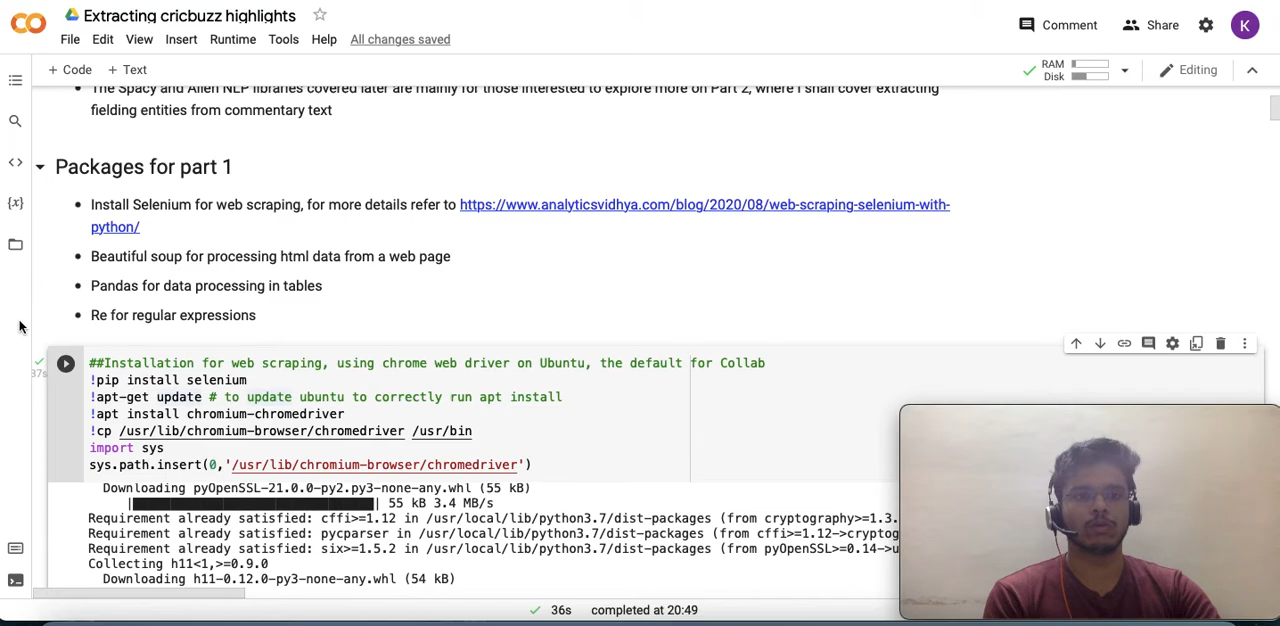 Extracting cricbuzz highlights
File Edit View Insert Runtime Tools Help All changes saved
Comment Share K
+ Code + Text
RAM
Disk
Editing
The Spacy and Allen NLP libraries covered later are mainly for those interested to explore more on Part 2, where I shall cover extracting
fielding entities from commentary text
Packages for part 1
Install Selenium for web scraping, for more details refer to https://www.analyticsvidhya.com/blog/2020/08/web-scraping-selenium-with-
python/
Beautiful soup for processing html data from a web page
Pandas for data processing in tables
Re for regular expressions
37s
##Installation for web scraping, using chrome web driver on Ubuntu, the default for Collab
!pip install selenium
!apt-get update # to update ubuntu to correctly run apt install
!apt install chromium-chromedriver
!cp /usr/lib/chromium-browser/chromedriver /usr/bin
import sys
sys.path.insert(0,'/usr/lib/chromium-browser/chromedriver')
Downloading pyOpenSSL-21.0.0-py2.py3-none-any.whl (55 kB)
55 kB 3.4 MB/s
Requirement already satisfied: cffi>=1.12 in /usr/local/lib/python3.7/dist-packages (from cryptography>=1.3.
Requirement already satisfied: pycparser in /usr/local/lib/python3.7/dist-packages (from cffi>=1.12->cryptog
Requirement already satisfied: six>=1.5.2 in /usr/local/lib/python3.7/dist-packages (from pyOpenSSL>=0.14->u
Collecting h11<1,>=0.9.0
Downloading h11-0.12.0-py3-none-any.whl (54 kB)
36s completed at 20:49